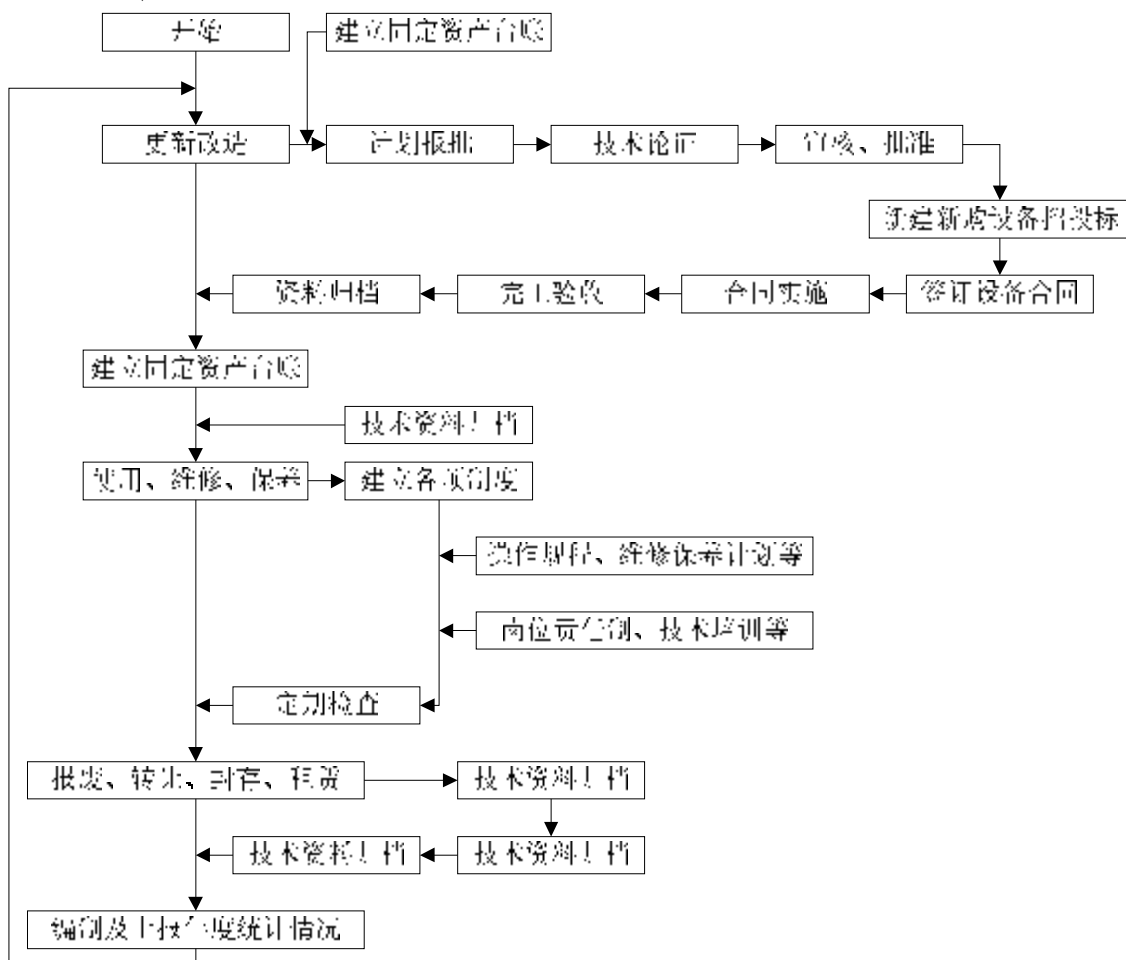 开始
建立固定资产台账
更新改造
计划报批
技术论证
审核、批准
新建新购设备招投标
资料归档
完工验收
合同实施
签订设备合同
建立固定资产台账
技术资料归档
使用、维修、保养
建立各项制度
操作规程、维修保养计划等
岗位责任制、技术培训等
定期检查
报废、转让、封存、租赁
技术资料归档
技术资料归档
技术资料归档
编制及上报年度统计情况